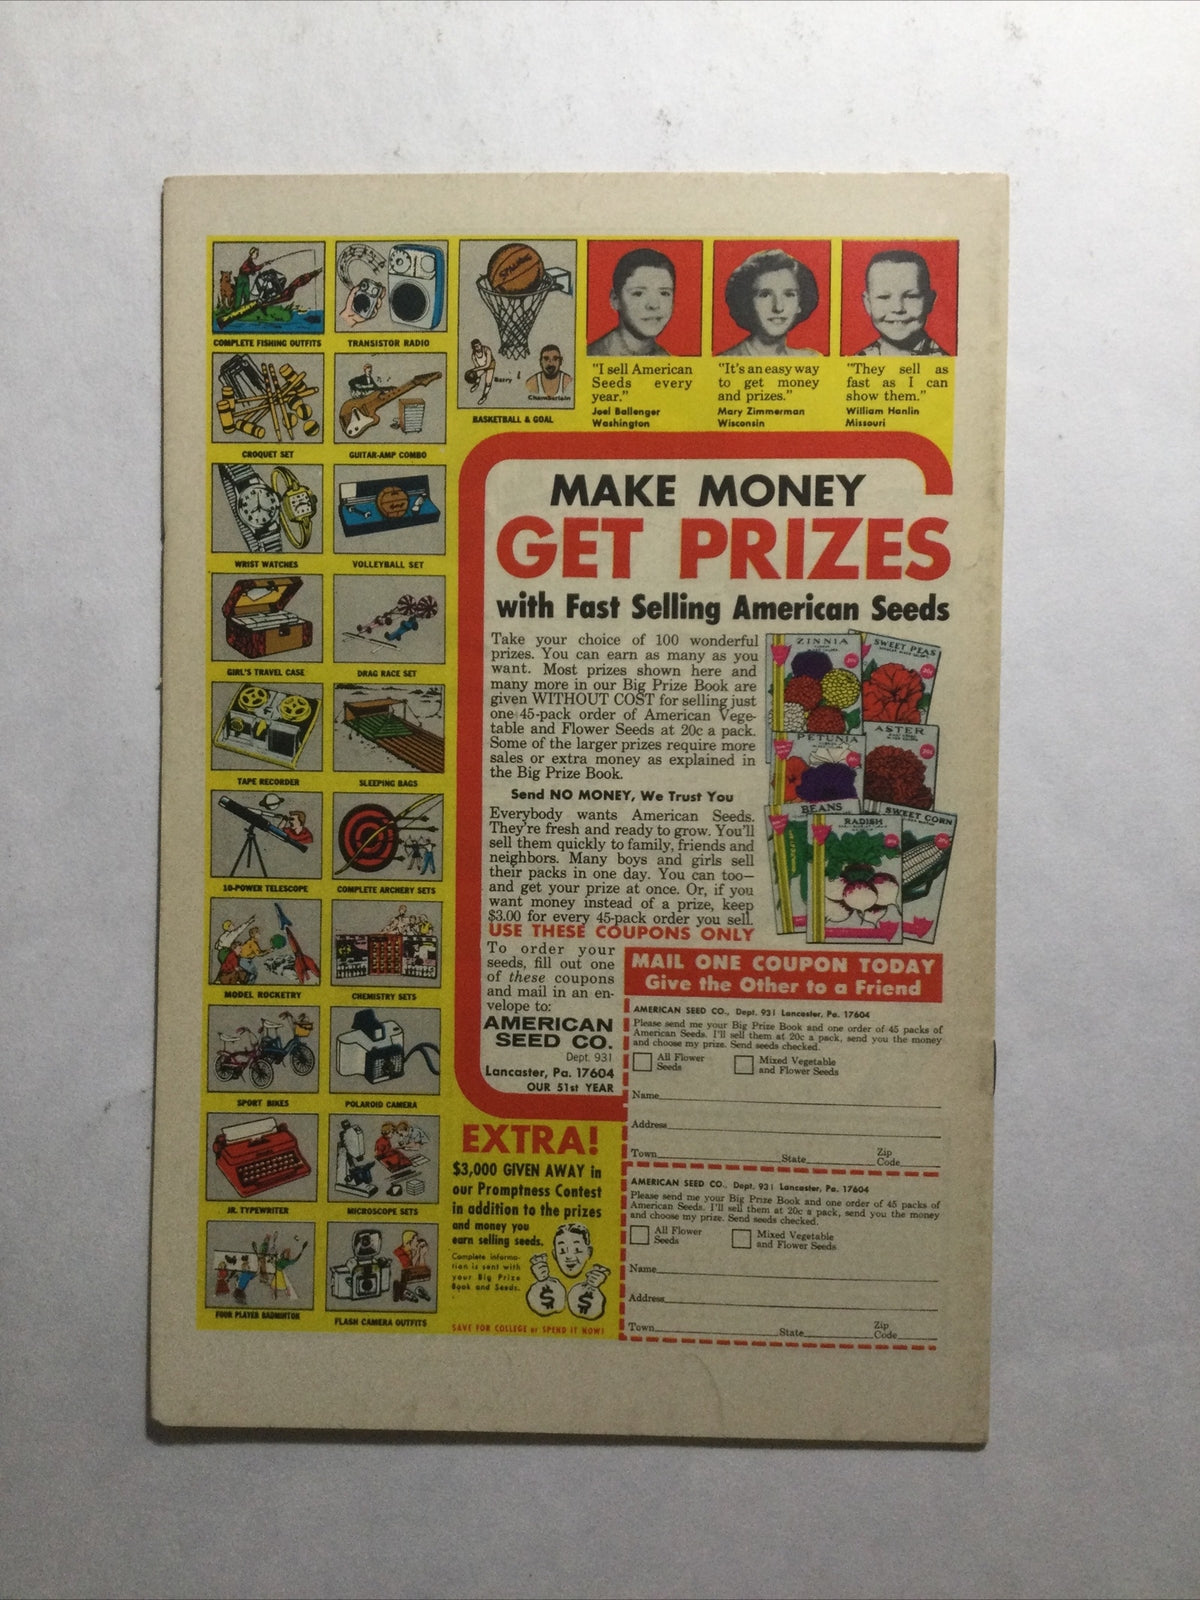 COMPLETE FISHING OUTFITS
TRANSISTOR RADIO
CROQUET SET
GUITAR-AMP COMBO
WRIST WATCHES
VOLLEYBALL SET
GIRL'S TRAVEL CASE
DRAG RACE SET
TAPE RECORDER
SLEEPING BAGS
10-POWER TELESCOPE
COMPLETE ARCHERY SETS
MODEL ROCKETRY
CHEMISTRY SETS
SPORT BIKES
POLAROID CAMERA
JR. TYPEWRITER
MICROSCOPE SETS
FOUR PLAYER BADMINTON
FLASH CAMERA OUTFITS
SPALDING
Barry
Chamberlain
BASKETBALL & GOAL
"I sell American
Seeds every
year."
Joel Ballenger
Washington
"It's an easy way
to get money
and prizes."
Mary Zimmerman
Wisconsin
"They sell as
fast as I can
show them."
William Hanlin
Missouri
MAKE MONEY
GET PRIZES
with Fast Selling American Seeds
Take your choice of 100 wonderful
prizes. You can earn as many as you
want. Most prizes shown here and
many more in our Big Prize Book are
given WITHOUT COST for selling just
one 45-pack order of American Vege-
table and Flower Seeds at 20c a pack.
Some of the larger prizes require more
sales or extra money as explained in
the Big Prize Book.
Send NO MONEY, We Trust You
Everybody wants American Seeds.
They're fresh and ready to grow. You'll
sell them quickly to family, friends and
neighbors. Many boys and girls sell
their packs in one day. You can too—
and get your prize at once. Or, if you
want money instead of a prize, keep
$3.00 for every 45-pack order you sell.
USE THESE COUPONS ONLY
To order your
seeds, fill out one
of these coupons
and mail in an en-
velope to:
AMERICAN
SEED CO.
Dept. 931
Lancaster, Pa. 17604
OUR 51st YEAR
ZINNIA
SWEET PEAS
PETUNIA
ASTER
BEANS
RADISH
SWEET CORN
MAIL ONE COUPON TODAY
Give the Other to a Friend
AMERICAN SEED CO., Dept. 931 Lancaster, Pa. 17604
Please send me your Big Prize Book and one order of 45 packs of
American Seeds. I'll sell them at 20c a pack, send you the money
and choose my prize. Send seeds checked.
All Flower
Seeds
Mixed Vegetable
and Flower Seeds
Name
Address
Town State Zip Code
AMERICAN SEED CO., Dept. 931 Lancaster, Pa. 17604
Please send me your Big Prize Book and one order of 45 packs of
American Seeds. I'll sell them at 20c a pack, send you the money
and choose my prize. Send seeds checked.
All Flower
Seeds
Mixed Vegetable
and Flower Seeds
Name
Address
Town State Zip Code
EXTRA!
$3,000 GIVEN AWAY in
our Promptness Contest
in addition to the prizes
and money you
earn selling seeds.
Complete informa-
tion is sent with
your Big Prize
Book and Seeds.
$ $
SAVE FOR COLLEGE or SPEND IT NOW!